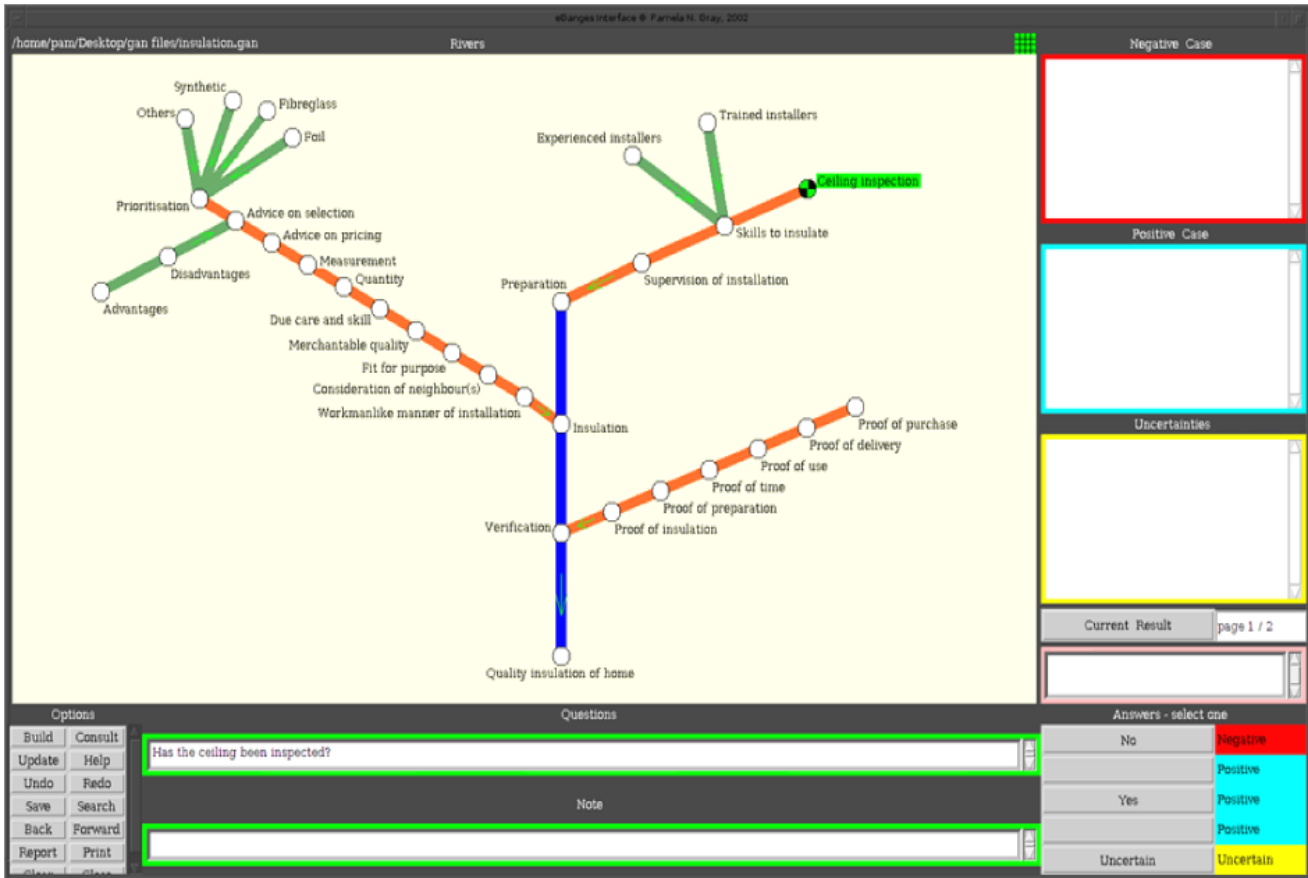 eGanges Interface © Pamela N. Gray, 2002
/home/pam/Desktop/gan files/insulation.gan
Rivers
Negative Case
Synthetic
Others
Fibreglass
Foil
Trained installers
Experienced installers
Ceiling inspection
Prioritisation
Advice on selection
Skills to insulate
Positive Case
Advice on pricing
Measurement
Disadvantages
Quantity
Supervision of installation
Preparation
Advantages
Due care and skill
Merchantable quality
Fit for purpose
Consideration of neighbour(s)
Workmanlike manner of installation
Insulation
Proof of purchase
Uncertainties
Proof of delivery
Proof of use
Proof of time
Proof of preparation
Verification
Proof of insulation
Current Result
page 1 / 2
Quality insulation of home
Options
Questions
Answers - select one
Build
Consult
Has the ceiling been inspected?
No
Negative
Update
Help
Positive
Undo
Redo
Save
Search
Note
Yes
Positive
Back
Forward
Positive
Report
Print
Uncertain
Uncertain